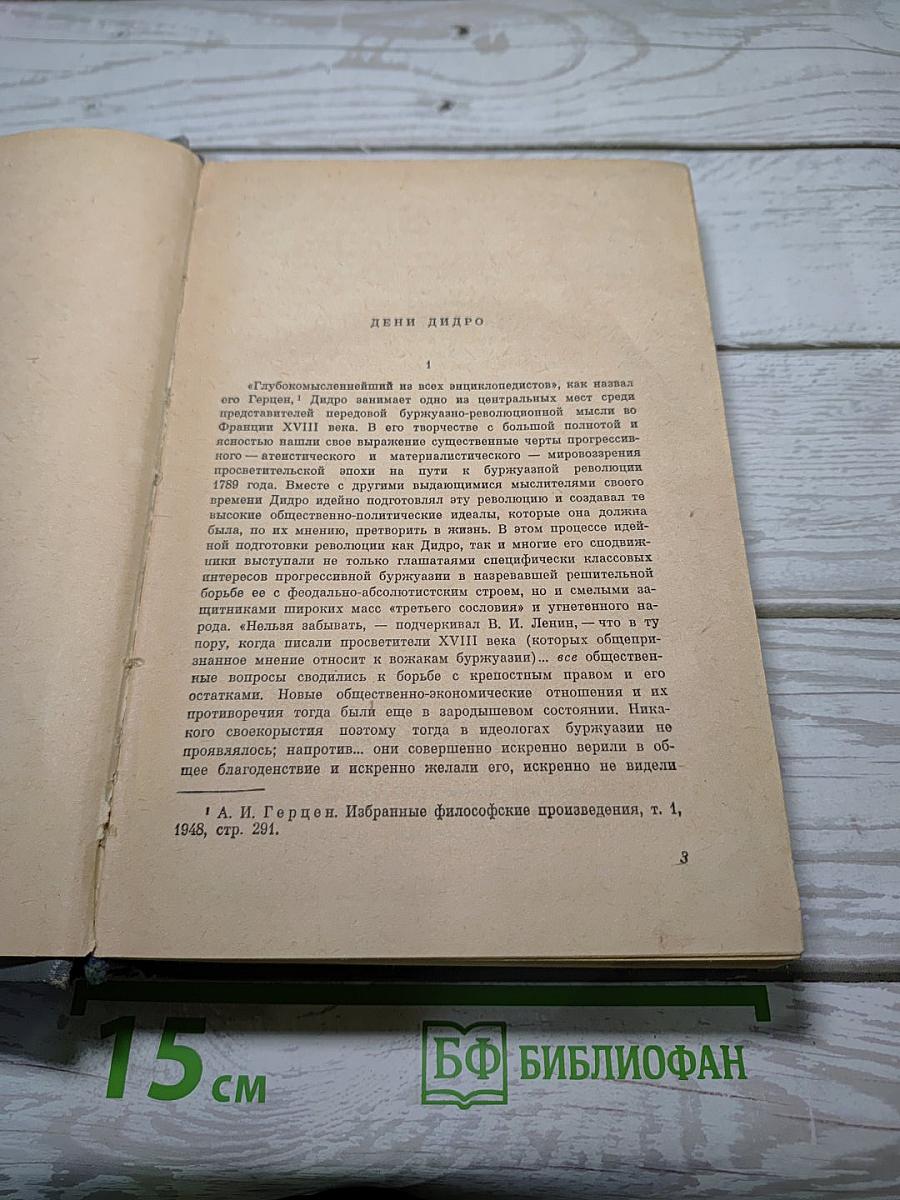 ДЕНИ ДИДРО
1
«Глубокомысленнейший из всех энциклопедистов», как назвал
его Герцен,¹ Дидро занимает одно из центральных мест среди
представителей передовой буржуазно-революционной мысли во
Франции XVIII века. В его творчестве с большой полнотой и
ясностью нашли свое выражение существенные черты прогрессив-
ного — атеистического и материалистического — мировоззрения
просветительской эпохи на пути к буржуазной революции
1789 года. Вместе с другими выдающимися мыслителями своего
времени Дидро идейно подготовлял эту революцию и создавал те
высокие общественно-политические идеалы, которые она должна
была, по их мнению, претворить в жизнь. В этом процессе идей-
ной подготовки революции как Дидро, так и многие его сподвиж-
ники выступали не только глашатаями специфически классовых
интересов прогрессивной буржуазии в назревавшей решительной
борьбе ее с феодально-абсолютистским строем, но и смелыми за-
щитниками широких масс «третьего сословия» и угнетенного на-
рода. «Нельзя забывать, — подчеркивал В. И. Ленин, — что в ту
пору, когда писали просветители XVIII века (которых общепри-
знанное мнение относит к вожакам буржуазии)... все обществен-
ные вопросы сводились к борьбе с крепостным правом и его
остатками. Новые общественно-экономические отношения и их
противоречия тогда были еще в зародышевом состоянии. Ника-
кого своекорыстия поэтому тогда в идеологах буржуазии не
проявлялось; напротив... они совершенно искренно верили в об-
щее благоденствие и искренно желали его, искренно не видели
¹ А. И. Герцен. Избранные философские произведения, т. 1,
1948, стр. 291.
3
15 см
БФ БИБЛИОФАН